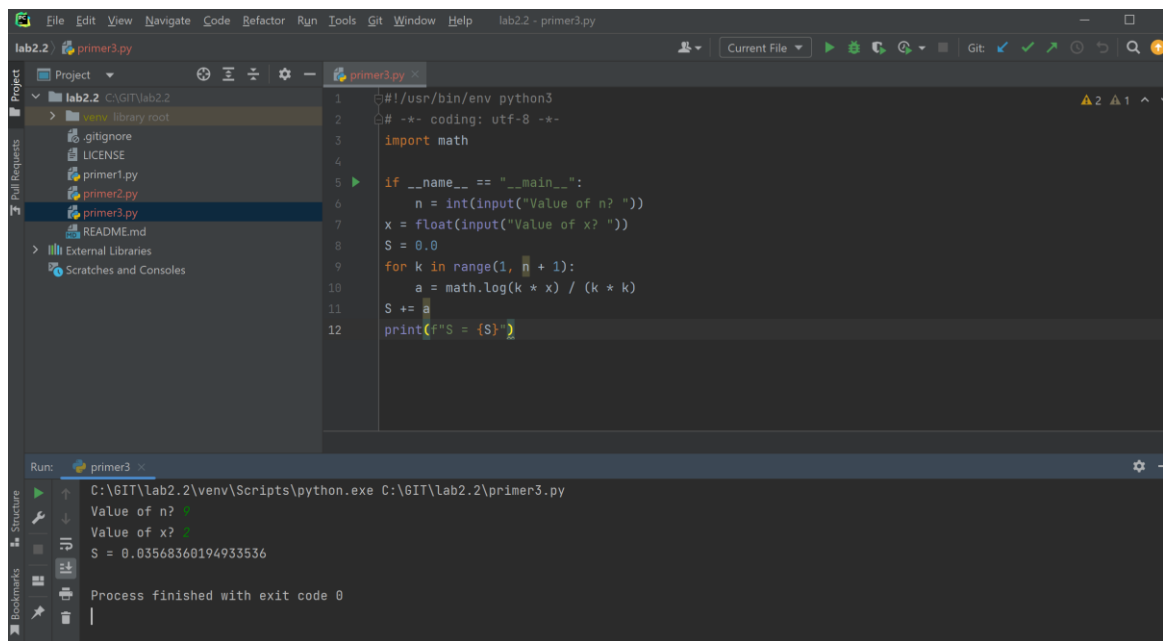 File Edit View Navigate Code Refactor Run Tools Git Window Help lab2.2 - primer3.py
lab2.2 primer3.py Current File Git:
Project primer3.py ×
Project
Pull Requests
lab2.2 C:\GIT\lab2.2
venv library root
.gitignore
LICENSE
primer1.py
primer2.py
primer3.py
README.md
External Libraries
Scratches and Consoles
1 #!/usr/bin/env python3 2 1
2 # -*- coding: utf-8 -*-
3 import math
4
5 if __name__ == "__main__":
6 n = int(input("Value of n? "))
7 x = float(input("Value of x? "))
8 S = 0.0
9 for k in range(1, n + 1):
10 a = math.log(k * x) / (k * k)
11 S += a
12 print(f"S = {S}")
Run: primer3 ×
Structure
Bookmarks
C:\GIT\lab2.2\venv\Scripts\python.exe C:\GIT\lab2.2\primer3.py
Value of n? 9
Value of x? 2
S = 0.03568360194933536
Process finished with exit code 0